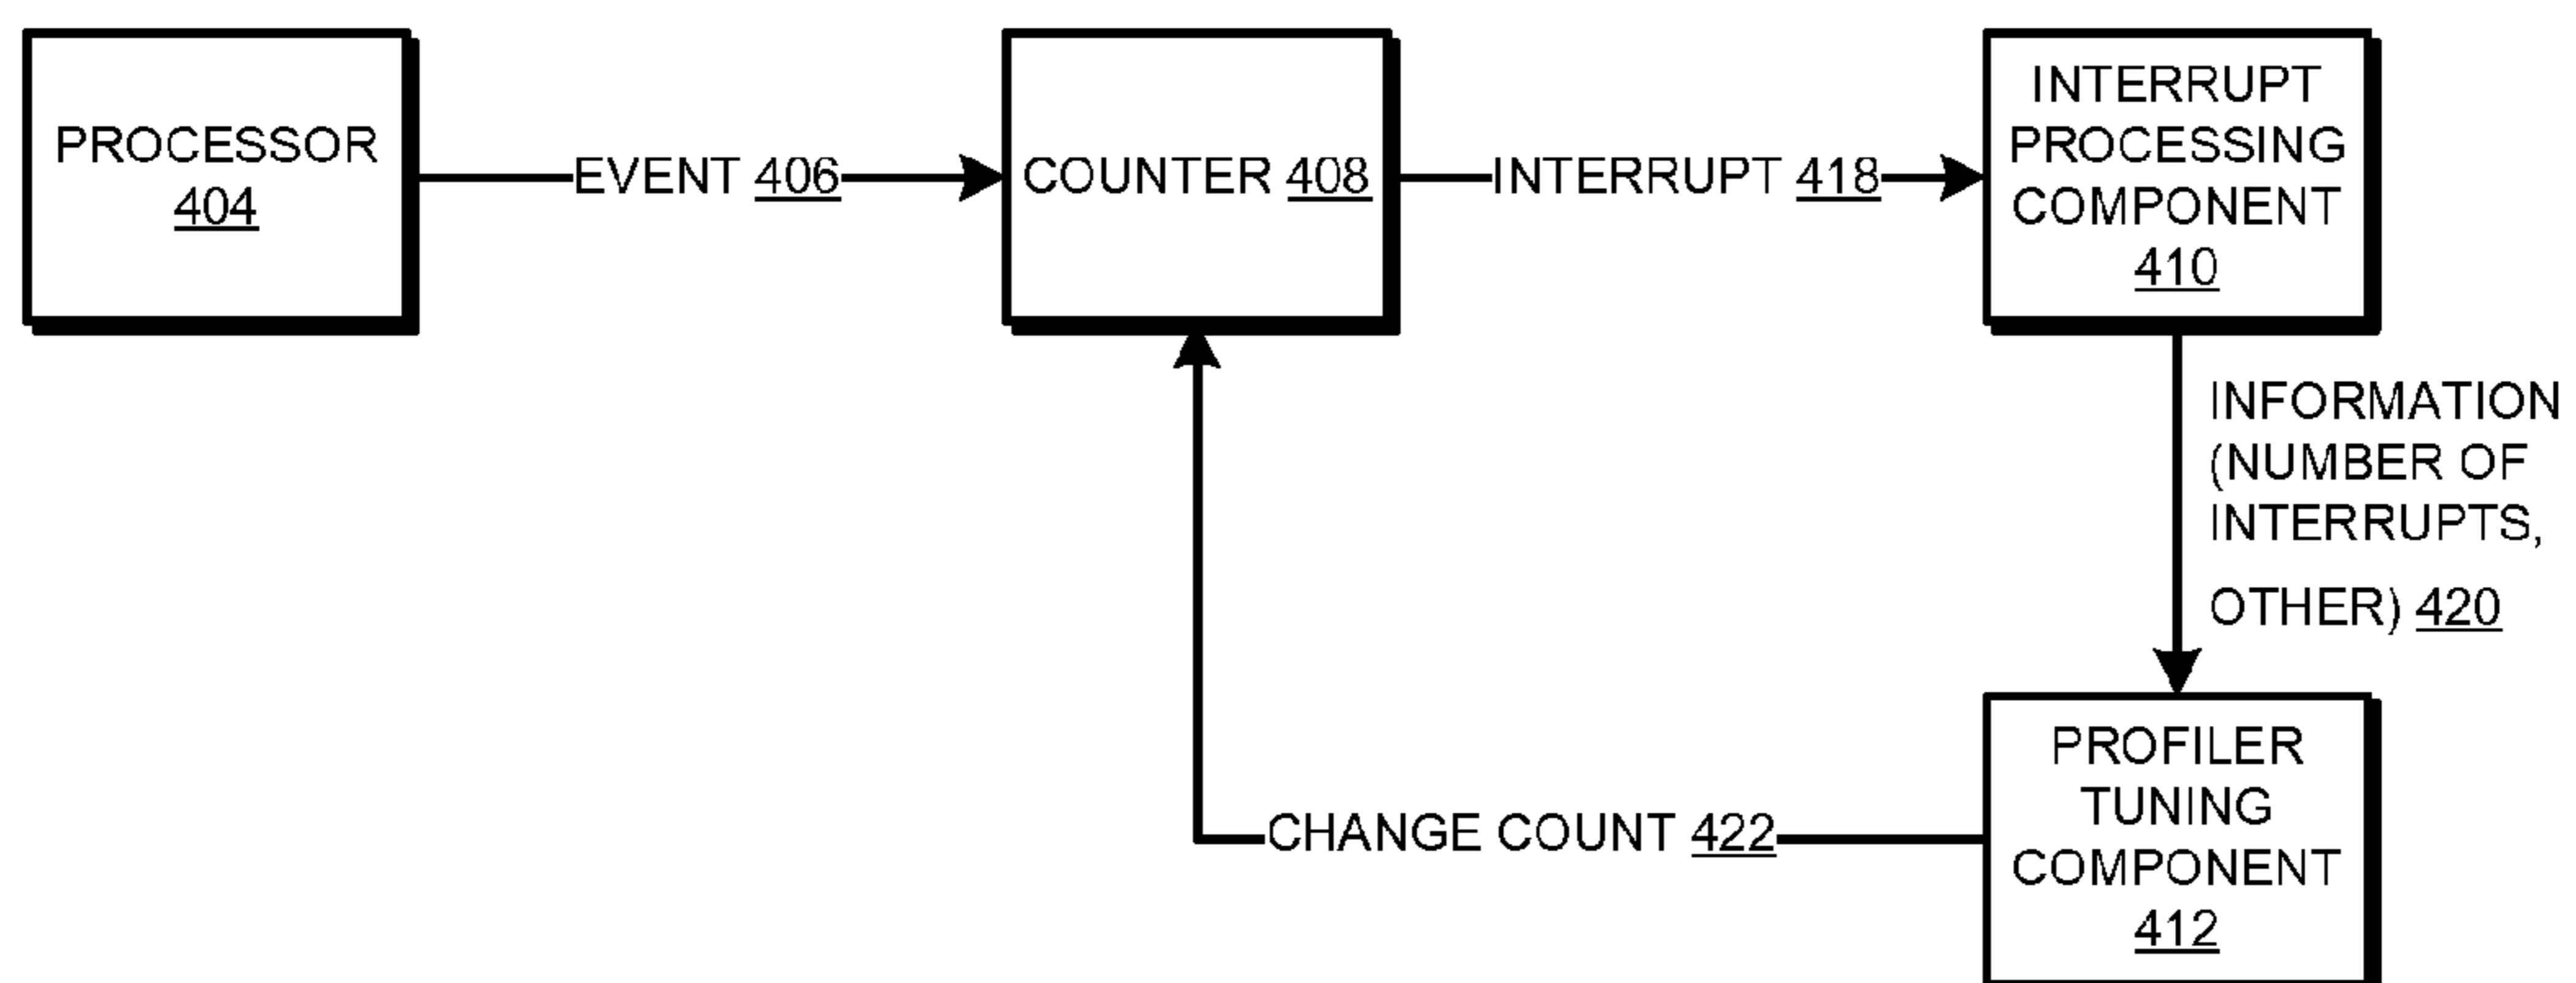 PROCESSOR
404
EVENT 406
COUNTER 408
INTERRUPT 418
INTERRUPT
PROCESSING
COMPONENT
410
INFORMATION
(NUMBER OF
INTERRUPTS,
OTHER) 420
CHANGE COUNT 422
PROFILER
TUNING
COMPONENT
412